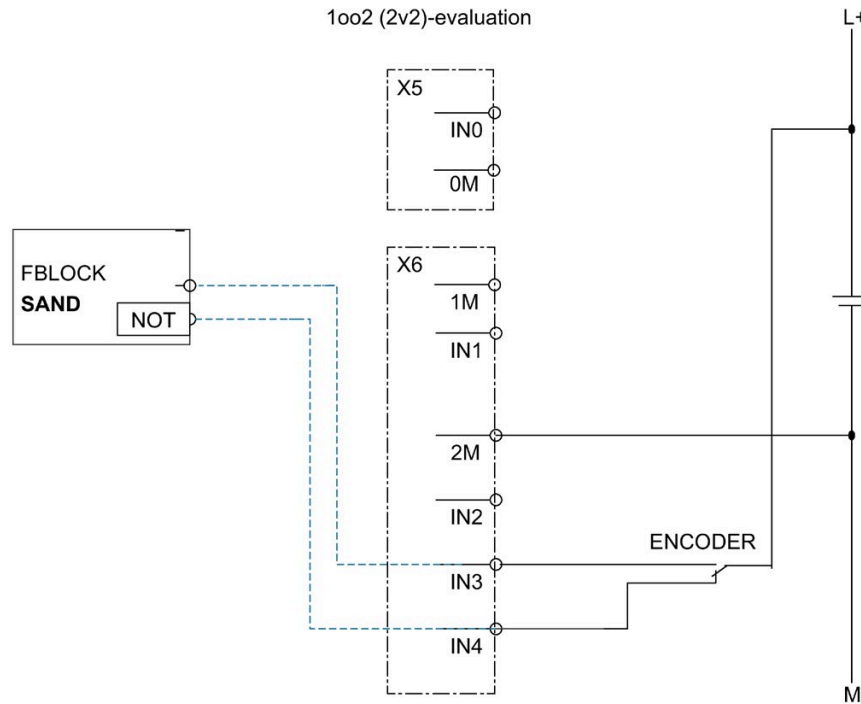 1oo2 (2v2)-evaluation
L+
X5
IN0
0M
FBLOCK
SAND
NOT
X6
1M
IN1
2M
IN2
ENCODER
IN3
IN4
M